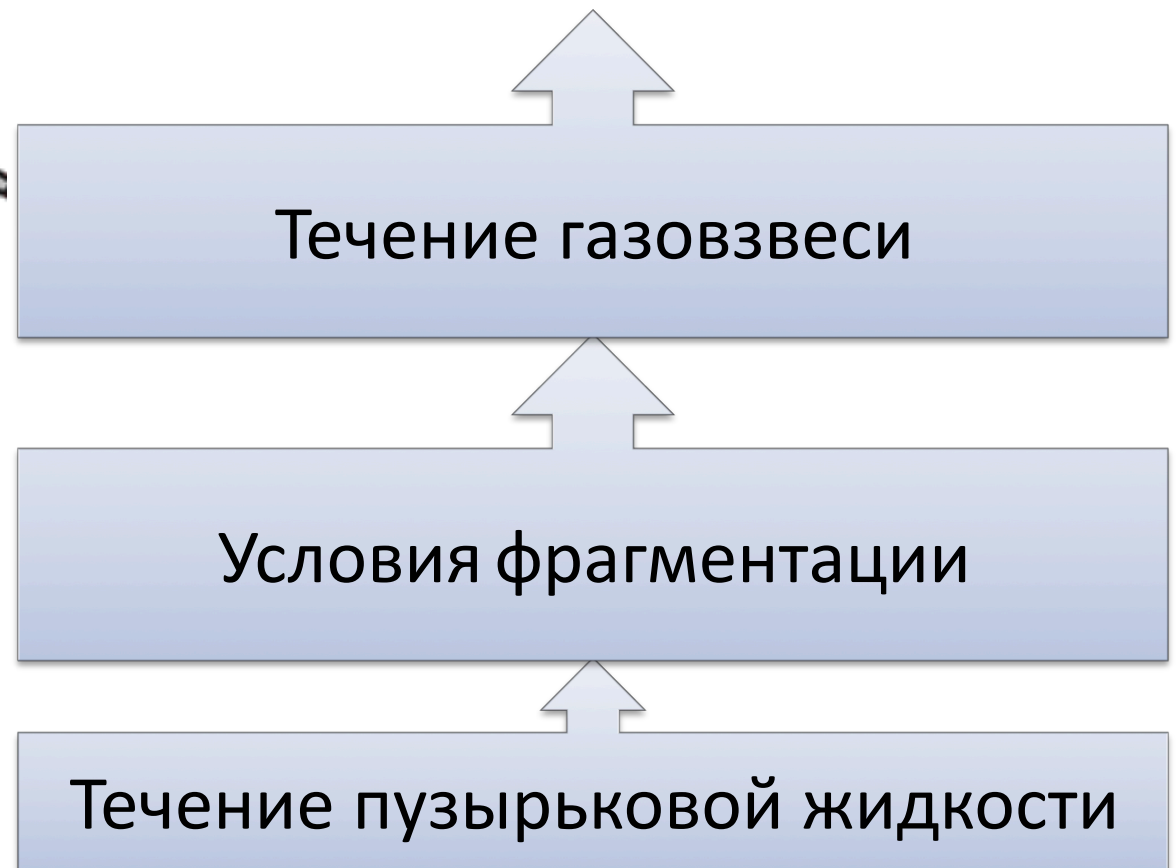 Течение газовзвеси
Условия фрагментации
Течение пузырьковой жидкости